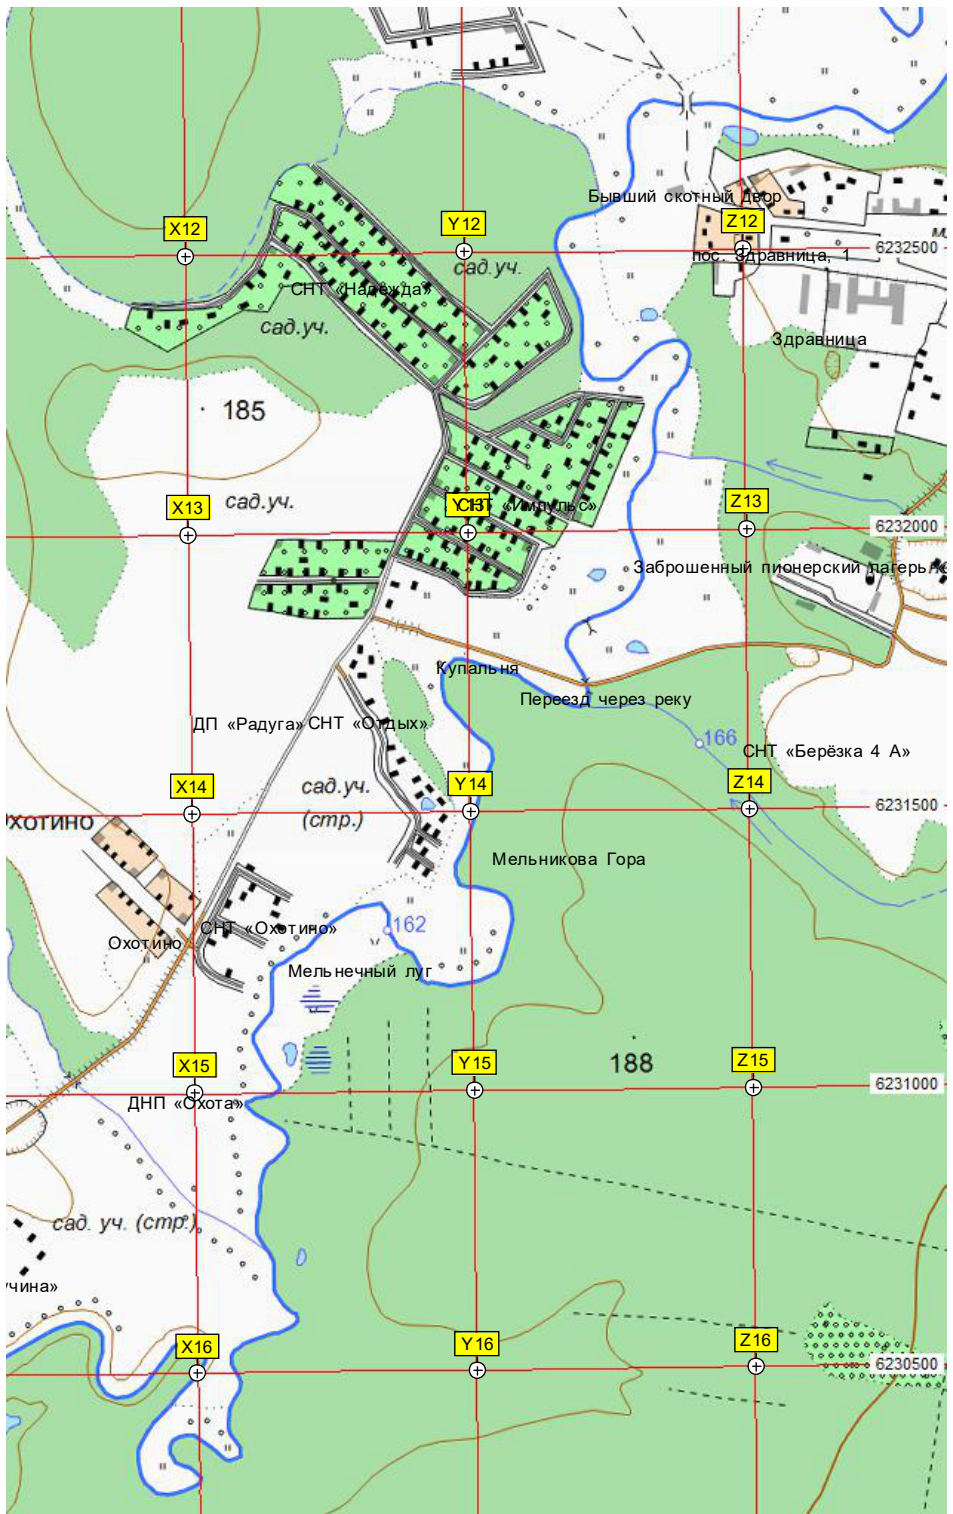 Бывший скотный двор
X12
Y12
Z12
6232500
пос. Здравница, 1
сад.уч.
СНТ «Надежда»
сад.уч.
Здравница
185
сад.уч.
X13
Y13
СНТ «Импульс»
Z13
6232000
Заброшенный пионерский лагерь
Купальня
Переезд через реку
ДП «Радуга»
СНТ «Отдых»
166
СНТ «Берёзка 4 А»
X14
сад.уч.
(стр.)
Y14
Z14
6231500
ХОТИНО
Мельникова Гора
162
СНТ «Охотино»
Охотино
Мельнечный луг
X15
Y15
188
Z15
6231000
ДНП «Охота»
сад. уч. (стр.)
учина»
X16
Y16
Z16
6230500